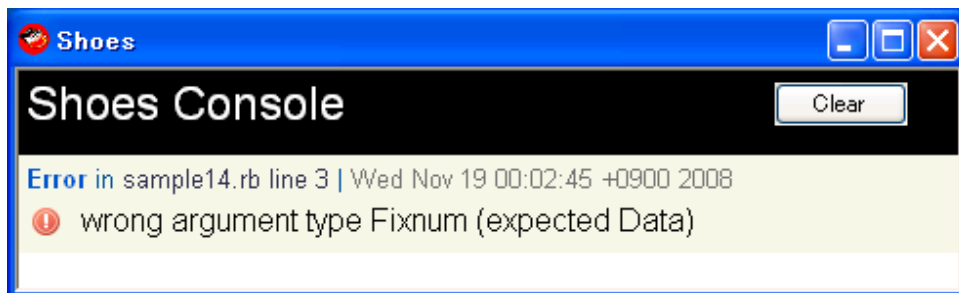 Shoes
Shoes Console
Clear
Error in sample14.rb line 3 | Wed Nov 19 00:02:45 +0900 2008
wrong argument type Fixnum (expected Data)